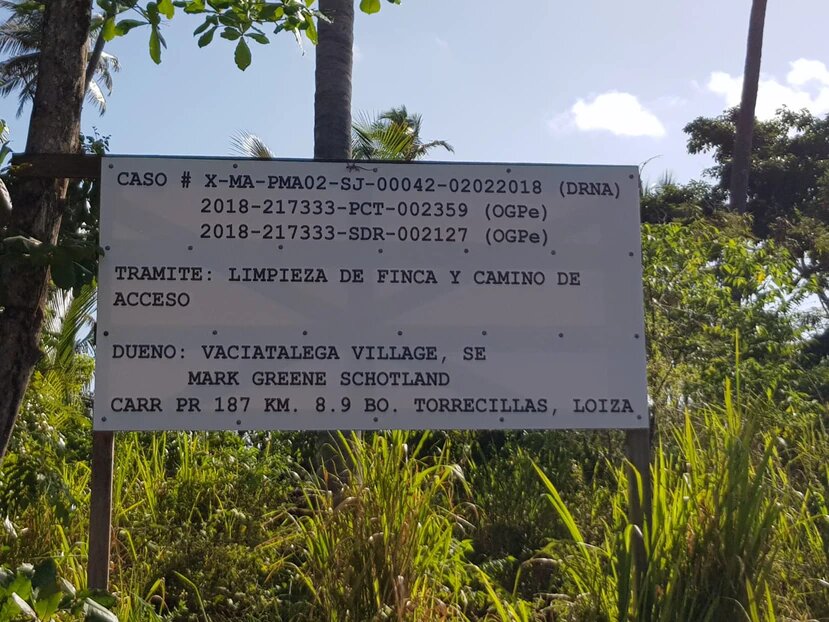 CASO # X-MA-PMA02-SJ-00042-02022018 (DRNA)
2018-217333-PCT-002359 (OGPe)
2018-217333-SDR-002127 (OGPe)
TRAMITE: LIMPIEZA DE FINCA Y CAMINO DE
ACCESO
DUENO: VACIATALEGA VILLAGE, SE
MARK GREENE SCHOTLAND
CARR PR 187 KM. 8.9 BO. TORRECILLAS, LOIZA